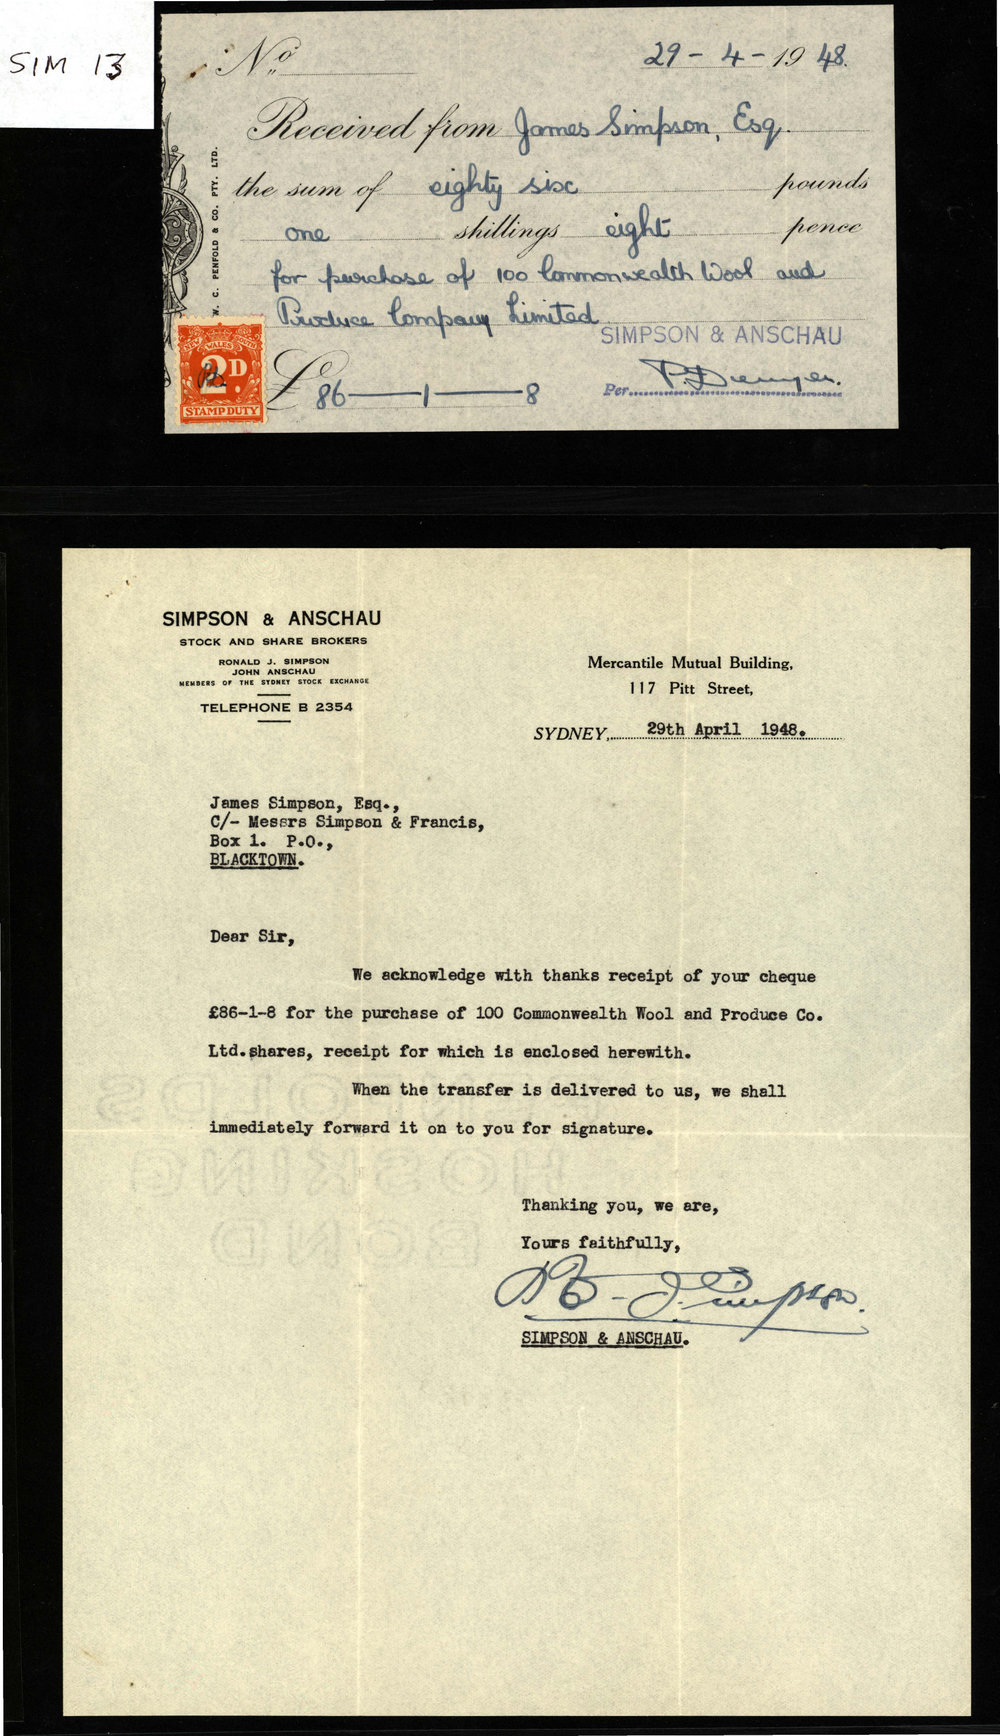 SIM 13
No
29 - 4 - 19 48.
Received from James Simpson, Esq.
the sum of eighty six pounds
one shillings eight pence
for purchase of 100 Commonwealth Wool and
Produce Company Limited
SIMPSON & ANSCHAU
£ 86 — 1 — 8
Per
W. C. PENFOLD & CO. PTY. LTD.
NEW SOUTH WALES
2D.
STAMP DUTY
SIMPSON & ANSCHAU
STOCK AND SHARE BROKERS
RONALD J. SIMPSON
JOHN ANSCHAU
MEMBERS OF THE SYDNEY STOCK EXCHANGE
TELEPHONE B 2354
Mercantile Mutual Building,
117 Pitt Street,
SYDNEY, 29th April 1948.
James Simpson, Esq.,
C/- Messrs Simpson & Francis,
Box 1. P.O.,
BLACKTOWN.
Dear Sir,
We acknowledge with thanks receipt of your cheque
£86-1-8 for the purchase of 100 Commonwealth Wool and Produce Co.
Ltd.shares, receipt for which is enclosed herewith.
When the transfer is delivered to us, we shall
immediately forward it on to you for signature.
Thanking you, we are,
Yours faithfully,
SIMPSON & ANSCHAU.
HOSKING
BOND